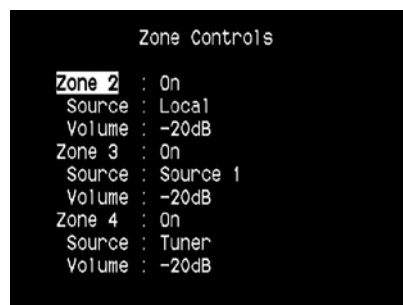 Zone Controls
Zone 2 : On
Source : Local
Volume : -20dB
Zone 3 : On
Source : Source 1
Volume : -20dB
Zone 4 : On
Source : Tuner
Volume : -20dB